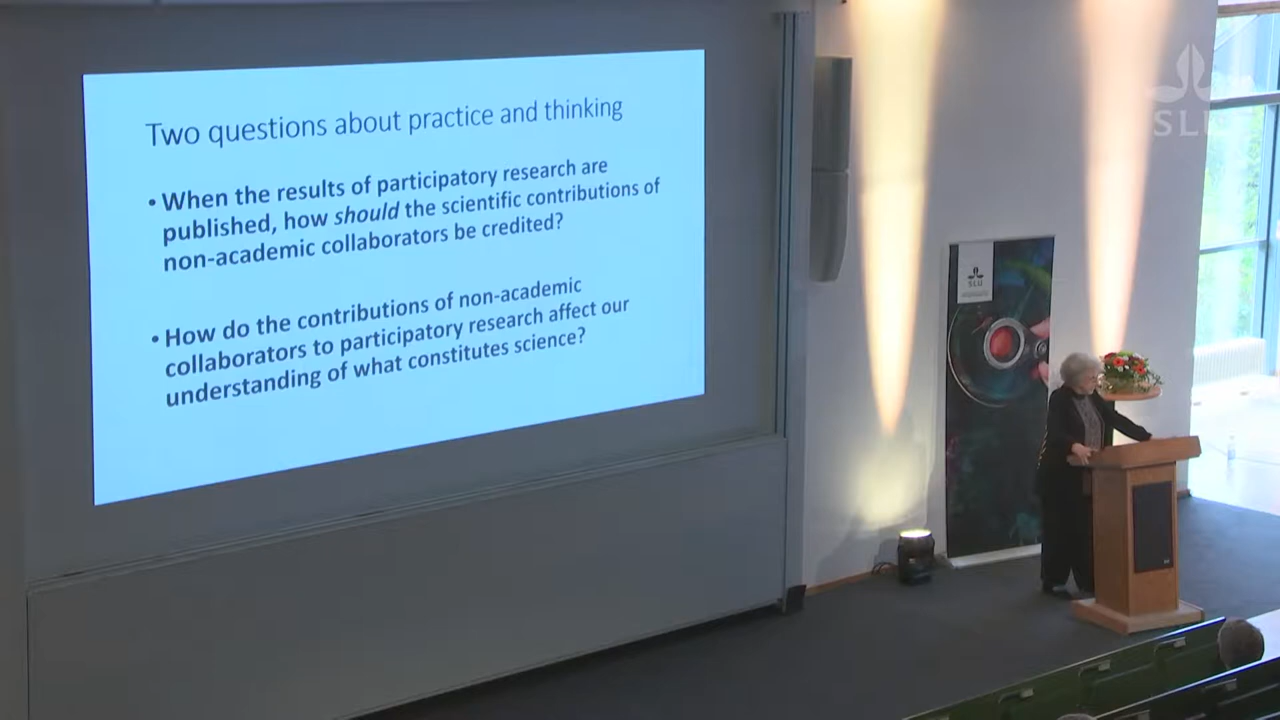 Two questions about practice and thinking
• When the results of participatory research are
published, how should the scientific contributions of
non-academic collaborators be credited?
• How do the contributions of non-academic
collaborators to participatory research affect our
understanding of what constitutes science?
SLU
SLU